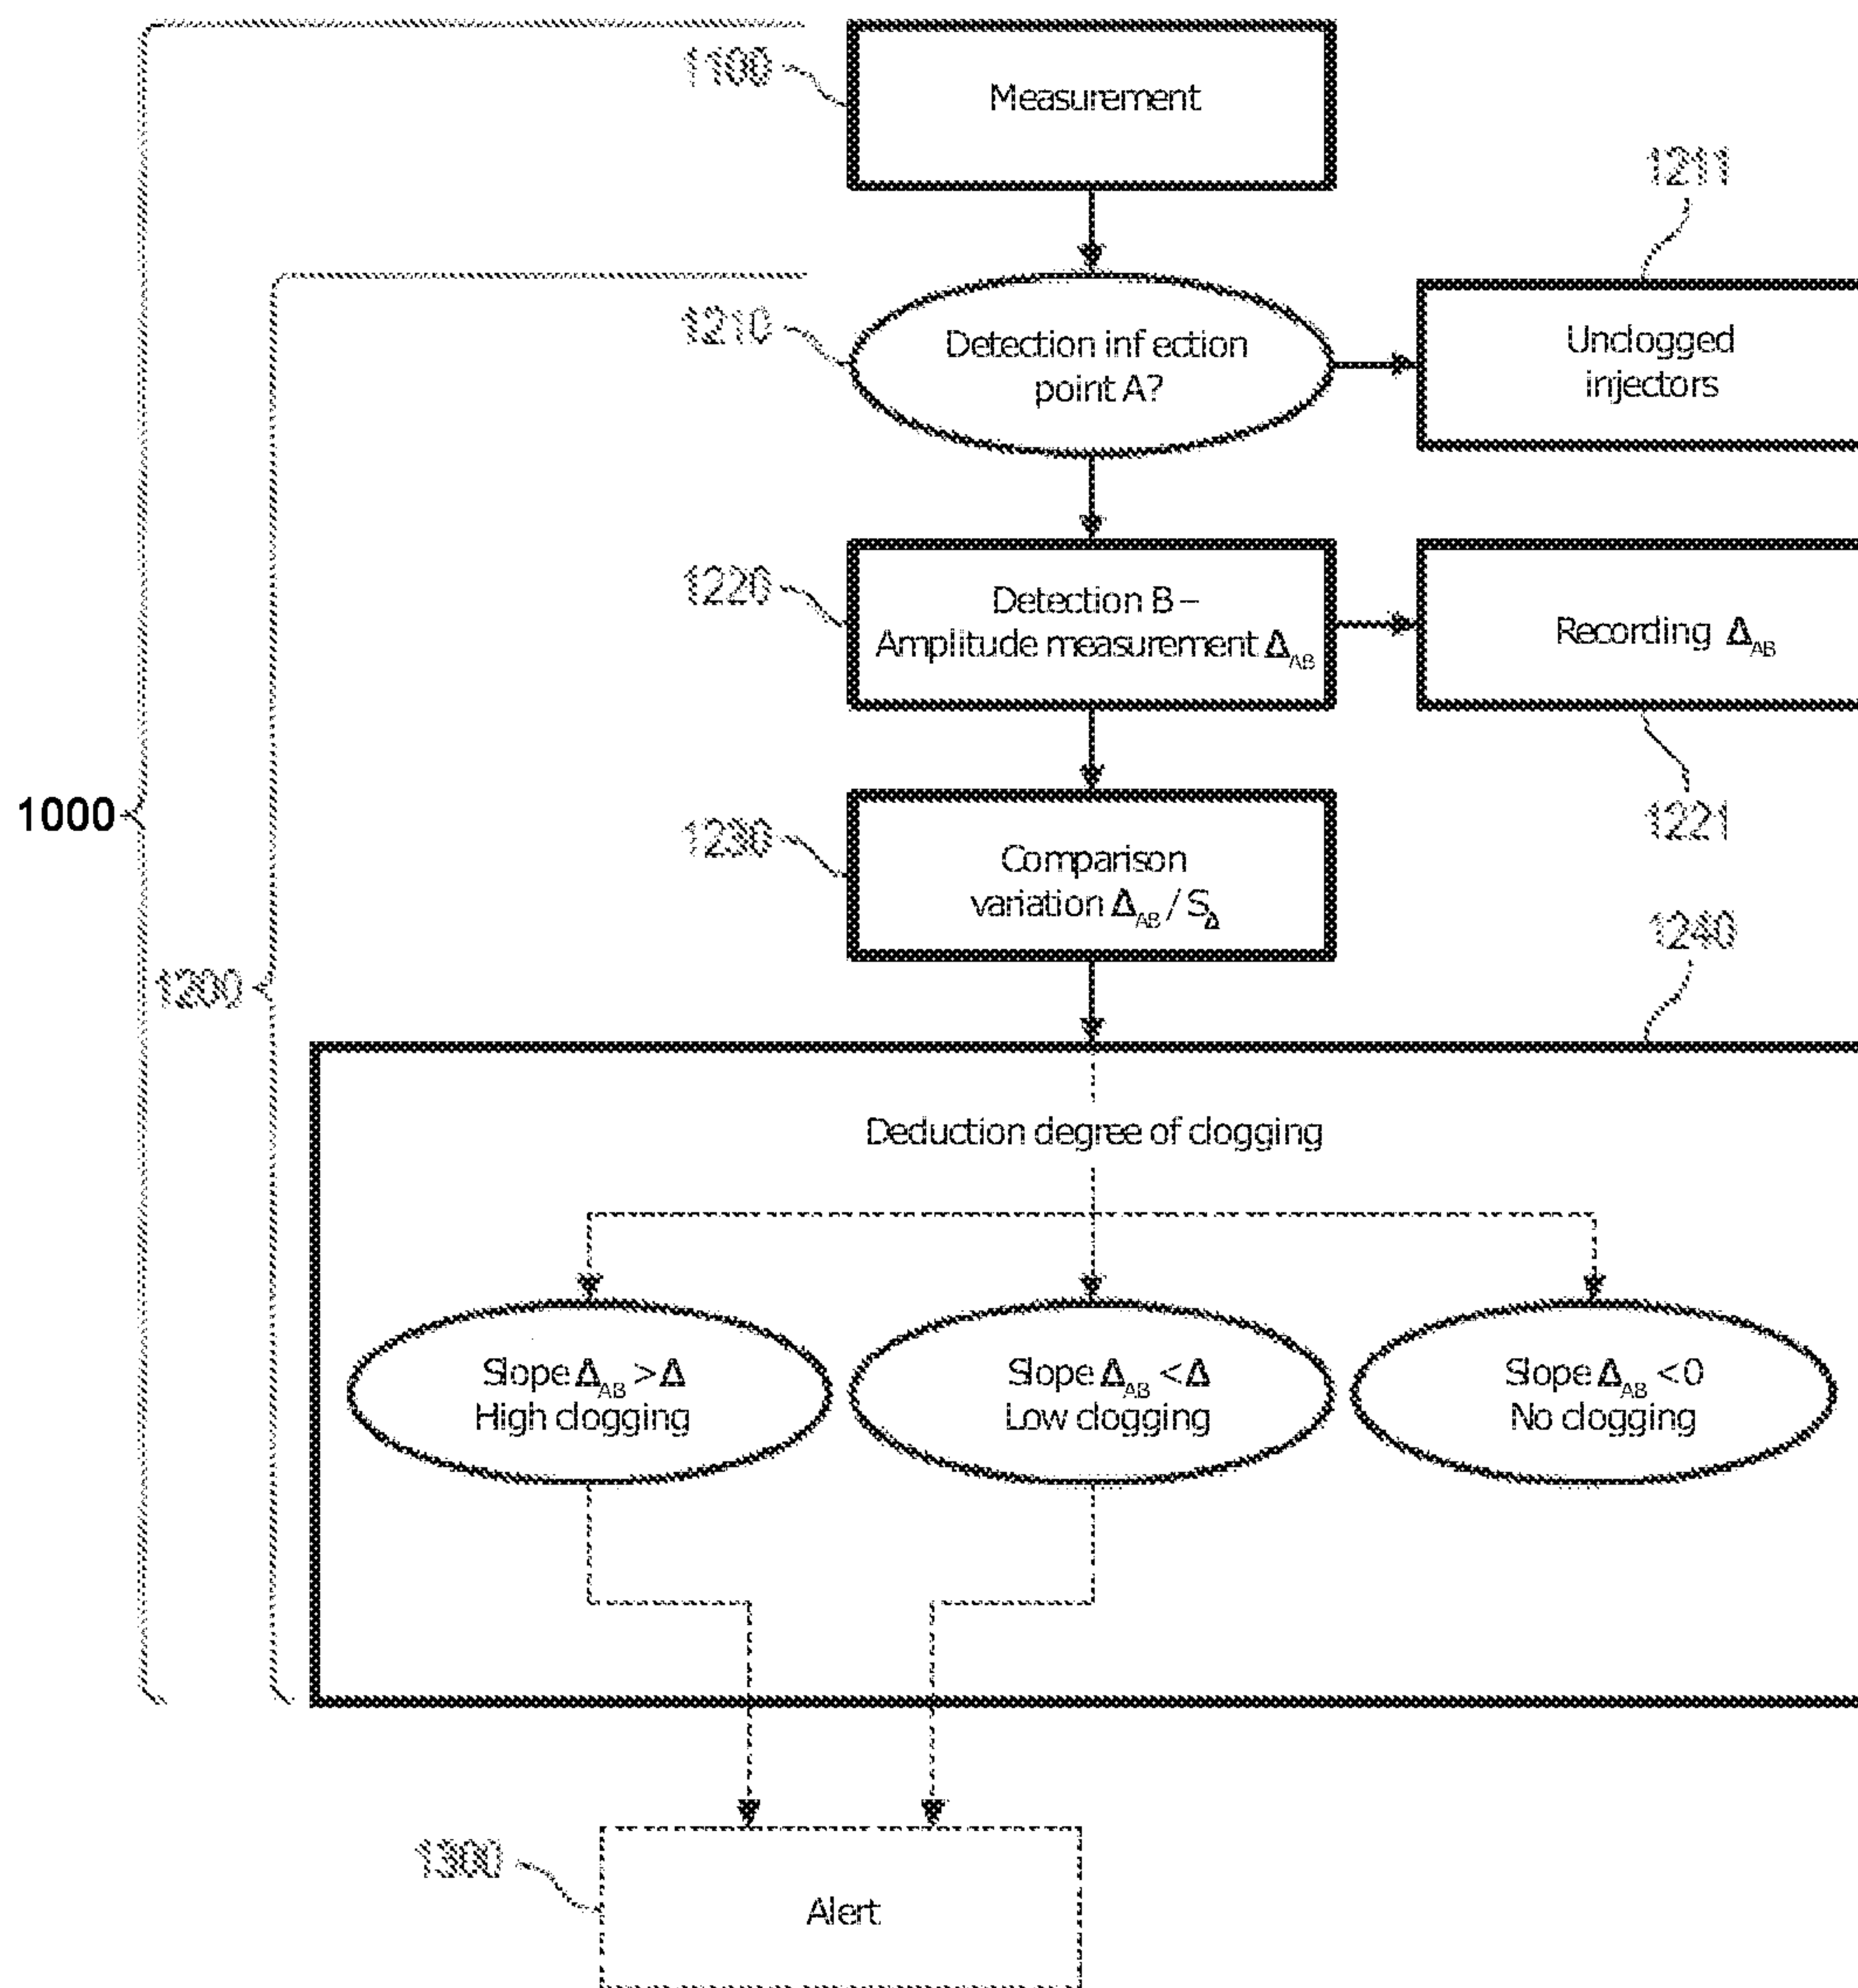 1100
Measurement
1211
1210
Detection inf ection
point A?
Unclogged
injectors
1220
Detection B –
Amplitude measurement Δ_AB
Recording Δ_AB
1221
1000
1230
Comparison
variation Δ_AB / S_Δ
1240
1200
Deduction degree of clogging
Slope Δ_AB > Δ
High clogging
Slope Δ_AB < Δ
Low clogging
Slope Δ_AB < 0
No clogging
1300
Alert